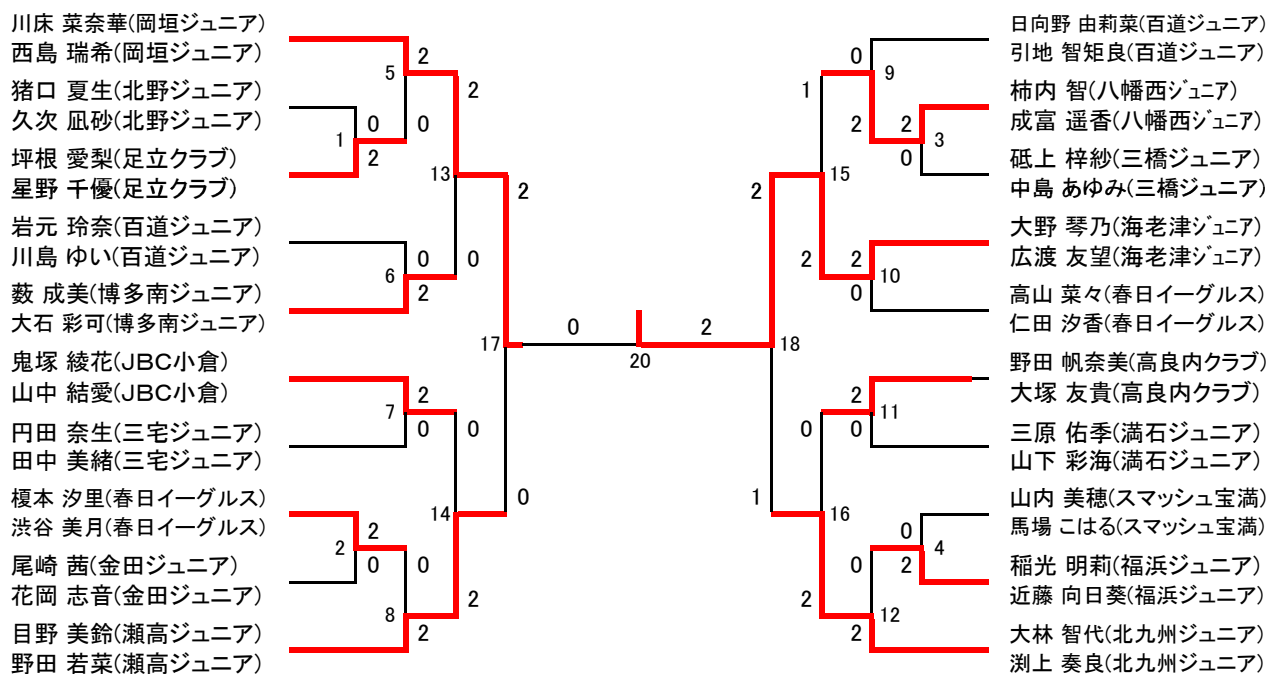 川床 菜奈華(岡垣ジュニア)
西島 瑞希(岡垣ジュニア)
猪口 夏生(北野ジュニア)
久次 凪砂(北野ジュニア)
坪根 愛梨(足立クラブ)
星野 千優(足立クラブ)
岩元 玲奈(百道ジュニア)
川島 ゆい(百道ジュニア)
薮 成美(博多南ジュニア)
大石 彩可(博多南ジュニア)
鬼塚 綾花(JBC小倉)
山中 結愛(JBC小倉)
円田 奈生(三宅ジュニア)
田中 美緒(三宅ジュニア)
榎本 汐里(春日イーグルス)
渋谷 美月(春日イーグルス)
尾崎 茜(金田ジュニア)
花岡 志音(金田ジュニア)
目野 美鈴(瀬高ジュニア)
野田 若菜(瀬高ジュニア)
5
2
2
1
0
0
2
13
2
6
0
0
2
17
0
7
2
0
0
0
14
2
2
0
0
8
2
2
20
2
18
2
1
0
9
2
2
3
0
15
2
2
10
0
2
11
0
0
1
16
0
4
0
2
2
12
2
日向野 由莉菜(百道ジュニア)
引地 智矩良(百道ジュニア)
柿内 智(八幡西ジュニア)
成富 遥香(八幡西ジュニア)
砥上 梓紗(三橋ジュニア)
中島 あゆみ(三橋ジュニア)
大野 琴乃(海老津ジュニア)
広渡 友望(海老津ジュニア)
高山 菜々(春日イーグルス)
仁田 汐香(春日イーグルス)
野田 帆奈美(高良内クラブ)
大塚 友貴(高良内クラブ)
三原 佑季(満石ジュニア)
山下 彩海(満石ジュニア)
山内 美穂(スマッシュ宝満)
馬場 こはる(スマッシュ宝満)
稲光 明莉(福浜ジュニア)
近藤 向日葵(福浜ジュニア)
大林 智代(北九州ジュニア)
渕上 奏良(北九州ジュニア)